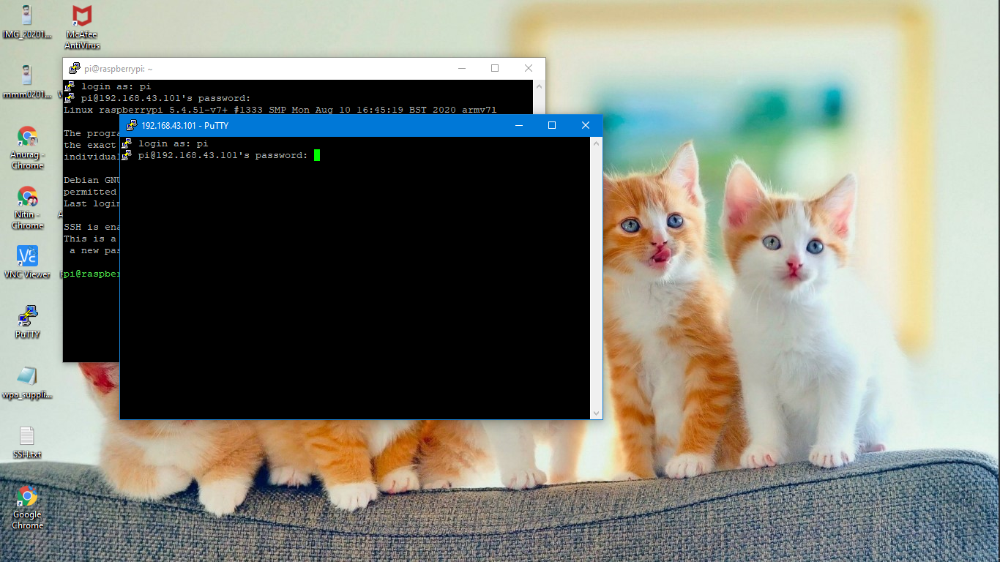 IMG_20201...
McAfee
AntiVirus
mmm0201...
Anurag -
Chrome
Nitin -
Chrome
VNC Viewer
PuTTY
wpa_suppli...
SSH.txt
Google
Chrome
pi@raspberrypi: ~
login as: pi
pi@192.168.43.101's password:
Linux raspberrypi 5.4.51-v7+ #1333 SMP Mon Aug 10 16:45:19 BST 2020 armv7l
The progra
the exact
individual
Debian GNU
permitted
Last login
SSH is ena
This is a
a new pas
pi@raspber
192.168.43.101 - PuTTY
login as: pi
pi@192.168.43.101's password: